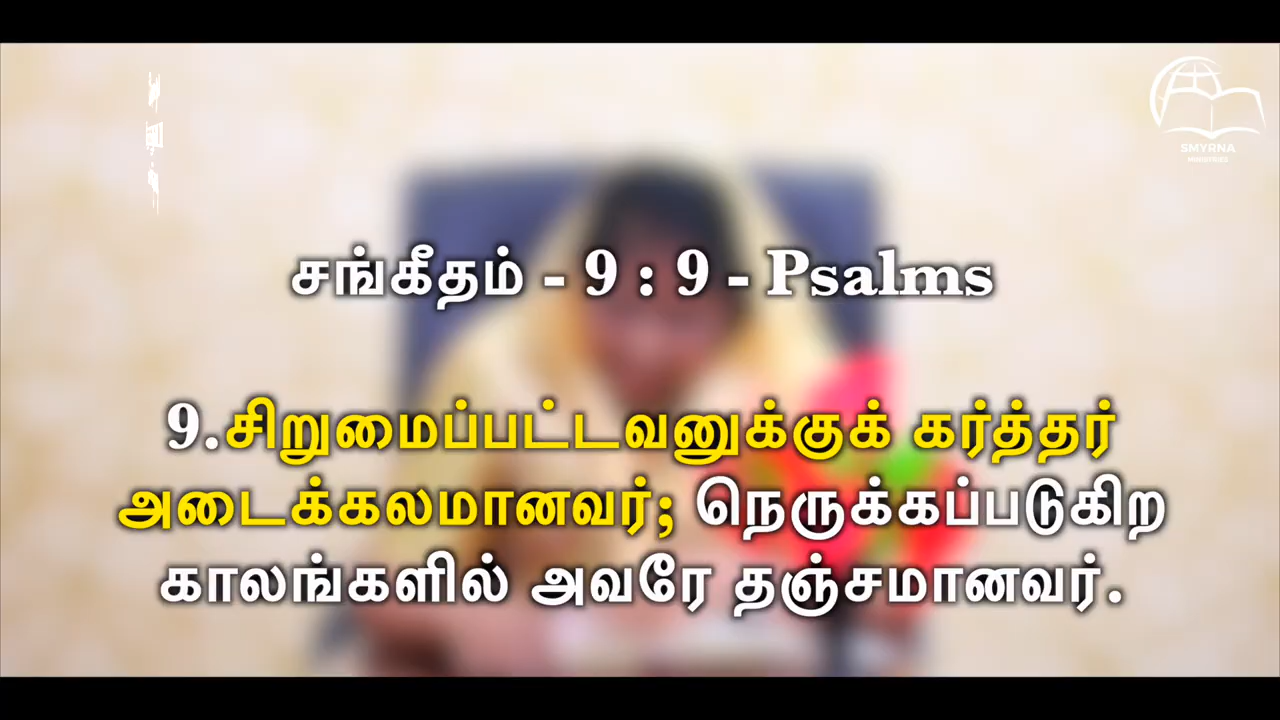 SMYRNA
MINISTRIES
சங்கீதம் - 9 : 9 - Psalms
9.சிறுமைப்பட்டவனுக்குக் கர்த்தர்
அடைக்கலமானவர்; நெருக்கப்படுகிற
காலங்களில் அவரே தஞ்சமானவர்.